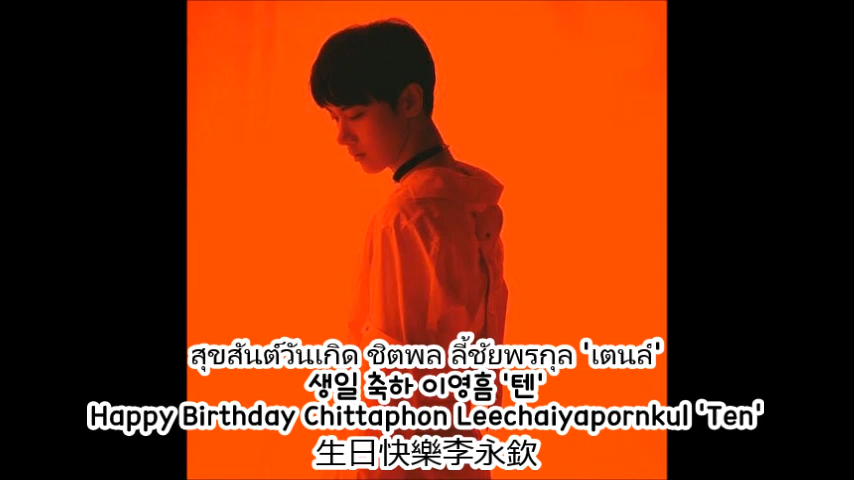 สุขสันต์วันเกิด ชิตพล ลี้ชัยพรกุล 'เตนล์'
생일 축하 이영흠 '텐'
Happy Birthday Chittaphon Leechaiyapornkul 'Ten'
生日快樂李永欽